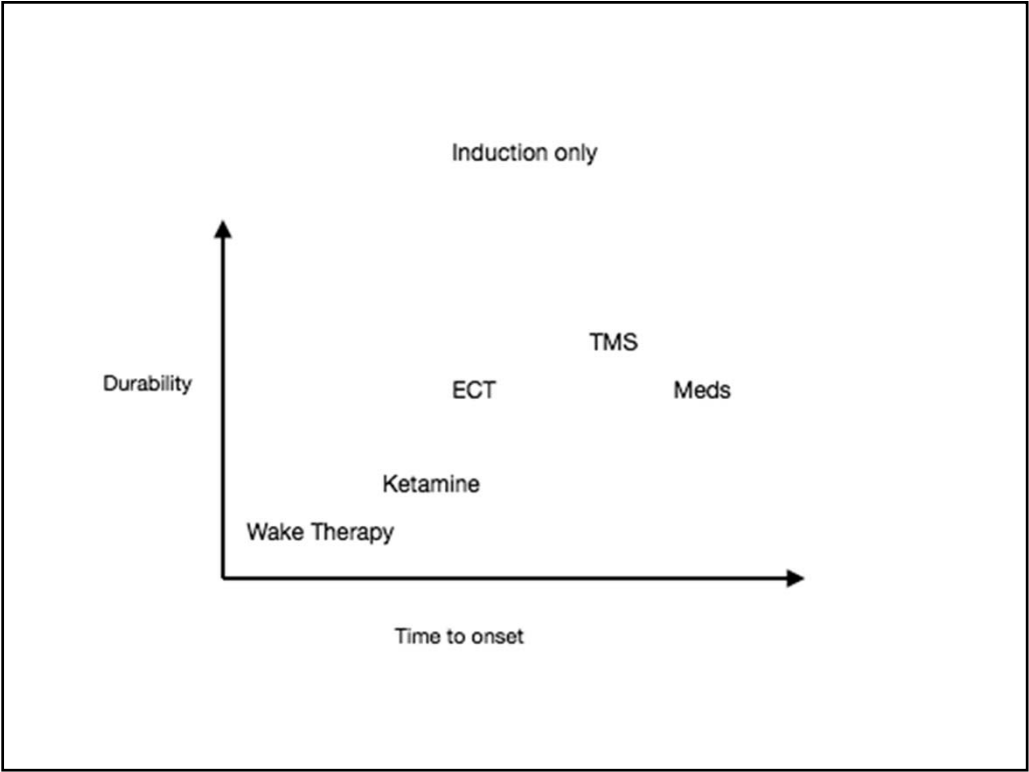 Induction only
TMS
Durability
ECT
Meds
Ketamine
Wake Therapy
Time to onset